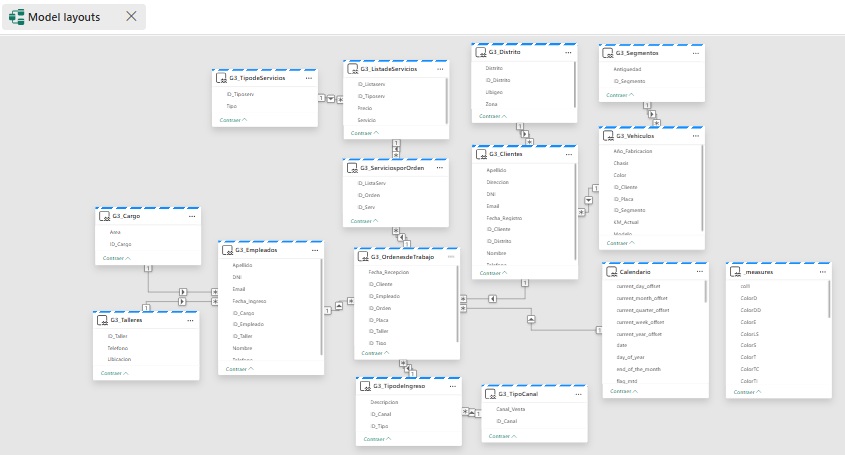 Model layouts
G3_TipodeServicios
ID_Tiposerv
Tipo
Contraer
G3_ListadeServicios
ID_Listaserv
ID_Tiposerv
Precio
Servicio
Contraer
G3_Distrito
Distrito
ID_Distrito
Ubigeo
Zona
Contraer
G3_Segmentos
Antiguedad
ID_Segmento
Contraer
G3_ServiciosporOrden
ID_ListaServ
ID_Orden
ID_Serv
Contraer
G3_Clientes
Apellido
Direccion
DNI
Email
Fecha_Registro
ID_Cliente
ID_Distrito
Nombre
Telefono
Contraer
G3_Vehiculos
Año_Fabricacion
Chasis
Color
ID_Cliente
ID_Placa
ID_Segmento
KM_Actual
Modelo
Contraer
G3_Cargo
Area
ID_Cargo
Contraer
G3_Empleados
Apellido
DNI
Email
Fecha_Ingreso
ID_Cargo
ID_Empleado
ID_Taller
Nombre
Telefono
Contraer
G3_OrdenesdeTrabajo
Fecha_Recepcion
ID_Cliente
ID_Empleado
ID_Orden
ID_Placa
ID_Taller
ID_Tipo
Contraer
Calendario
current_day_offset
current_month_offset
current_quarter_offset
current_week_offset
current_year_offset
date
day_of_year
end_of_the_month
flag_mtd
Contraer
_measures
ColorD
ColorDD
ColorE
ColorLS
ColorS
ColorT
ColorTC
ColorTI
Contraer
G3_Talleres
ID_Taller
Telefono
Ubicacion
Contraer
G3_TipodeIngreso
Descripcion
ID_Canal
ID_Tipo
Contraer
G3_TipoCanal
Canal_Venta
ID_Canal
Contraer